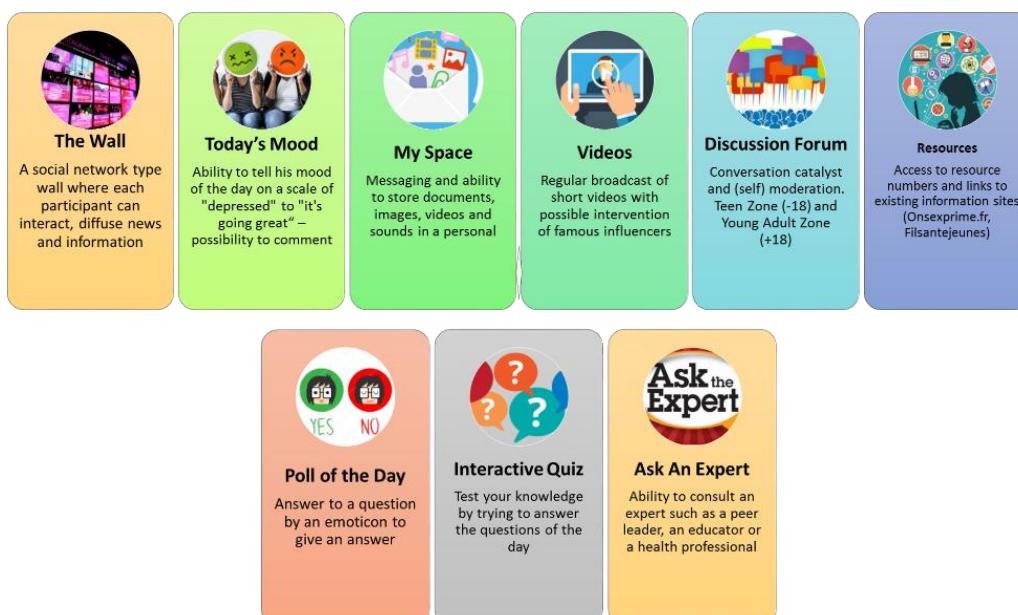 The Wall
A social network type
wall where each
participant can
interact, diffuse news
and information
Today's Mood
Ability to tell his mood
of the day on a scale of
"depressed" to "it's
going great“ –
possibility to comment
My Space
Messaging and ability
to store documents,
images, videos and
sounds in a personal
Videos
Regular broadcast of
short videos with
possible intervention
of famous influencers
Discussion Forum
Conversation catalyst
and (self) moderation.
Teen Zone (-18) and
Young Adult Zone
(+18)
Resources
Access to resource
numbers and links to
existing information sites
(Onsexprime.fr,
Filsantejeunes)
YES NO
Poll of the Day
Answer to a question
by an emoticon to
give an answer
? ? ?
Interactive Quiz
Test your knowledge
by trying to answer
the questions of the
day
Ask the
Expert
Ask An Expert
Ability to consult an
expert such as a peer
leader, an educator or
a health professional